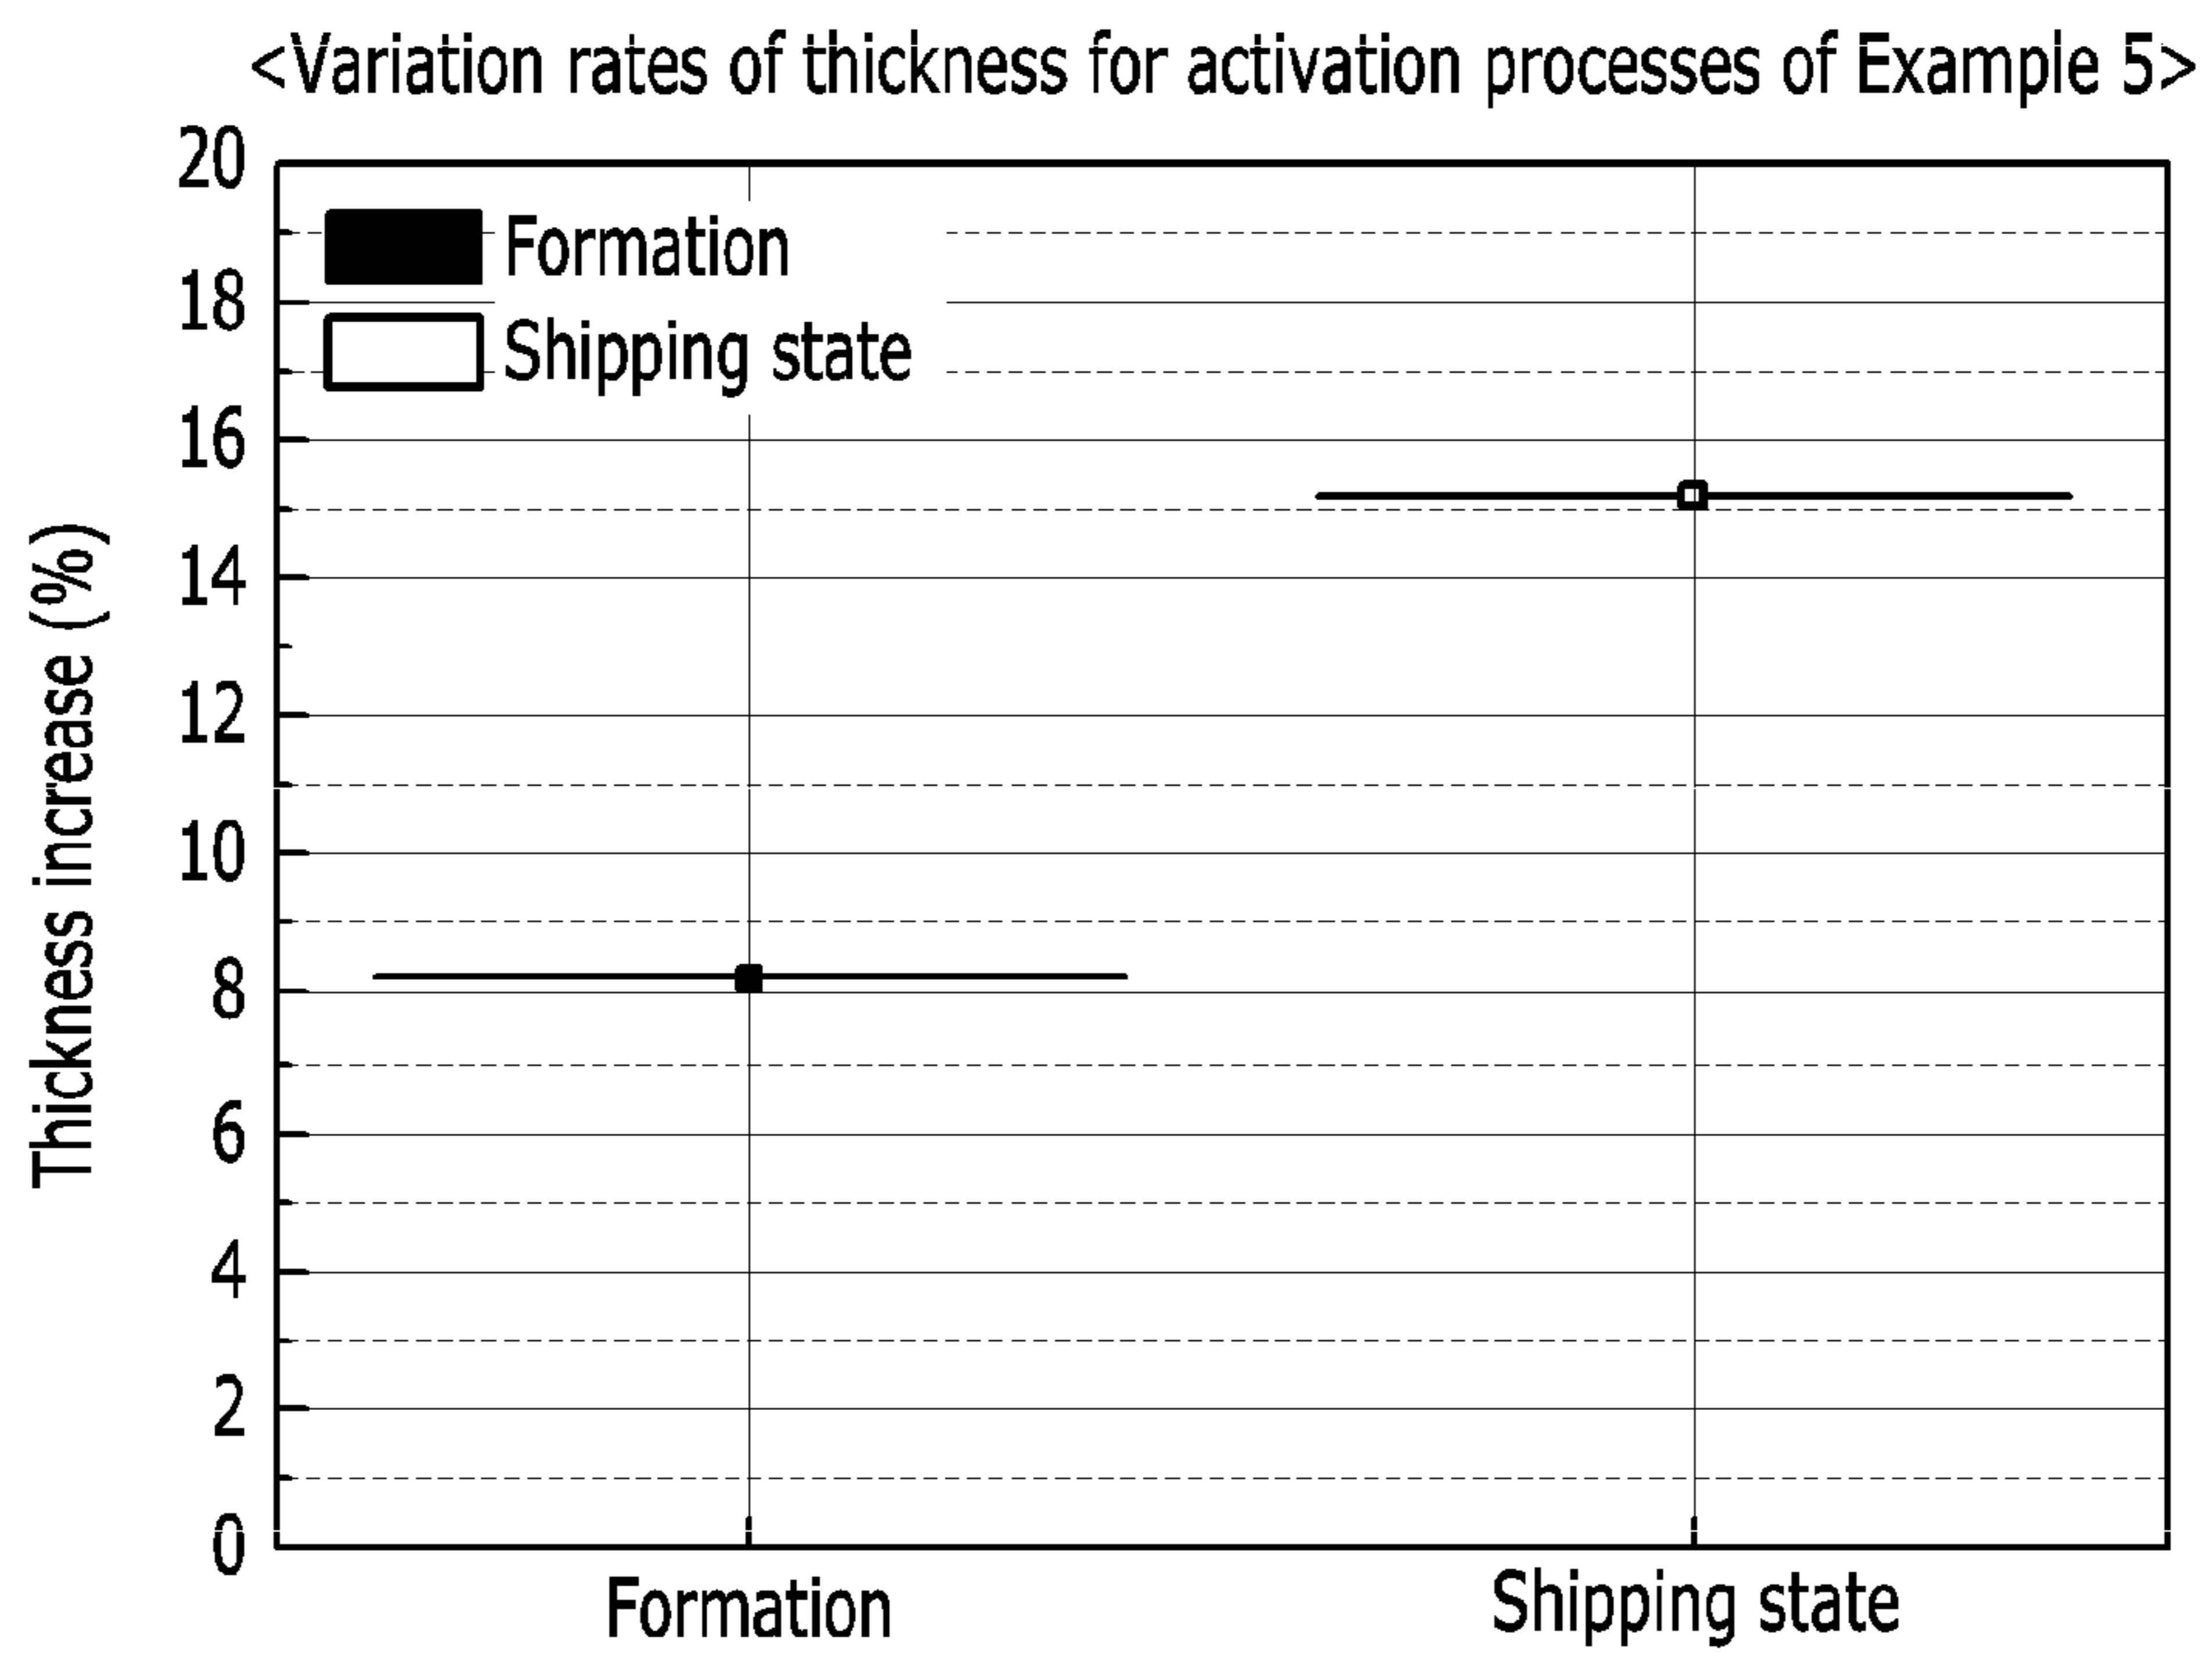 <Variation rates of thickness for activation processes of Example 5>
20
18
16
14
12
10
8
6
4
2
0
Thickness increase (%)
Formation
Shipping state
Formation
Shipping state